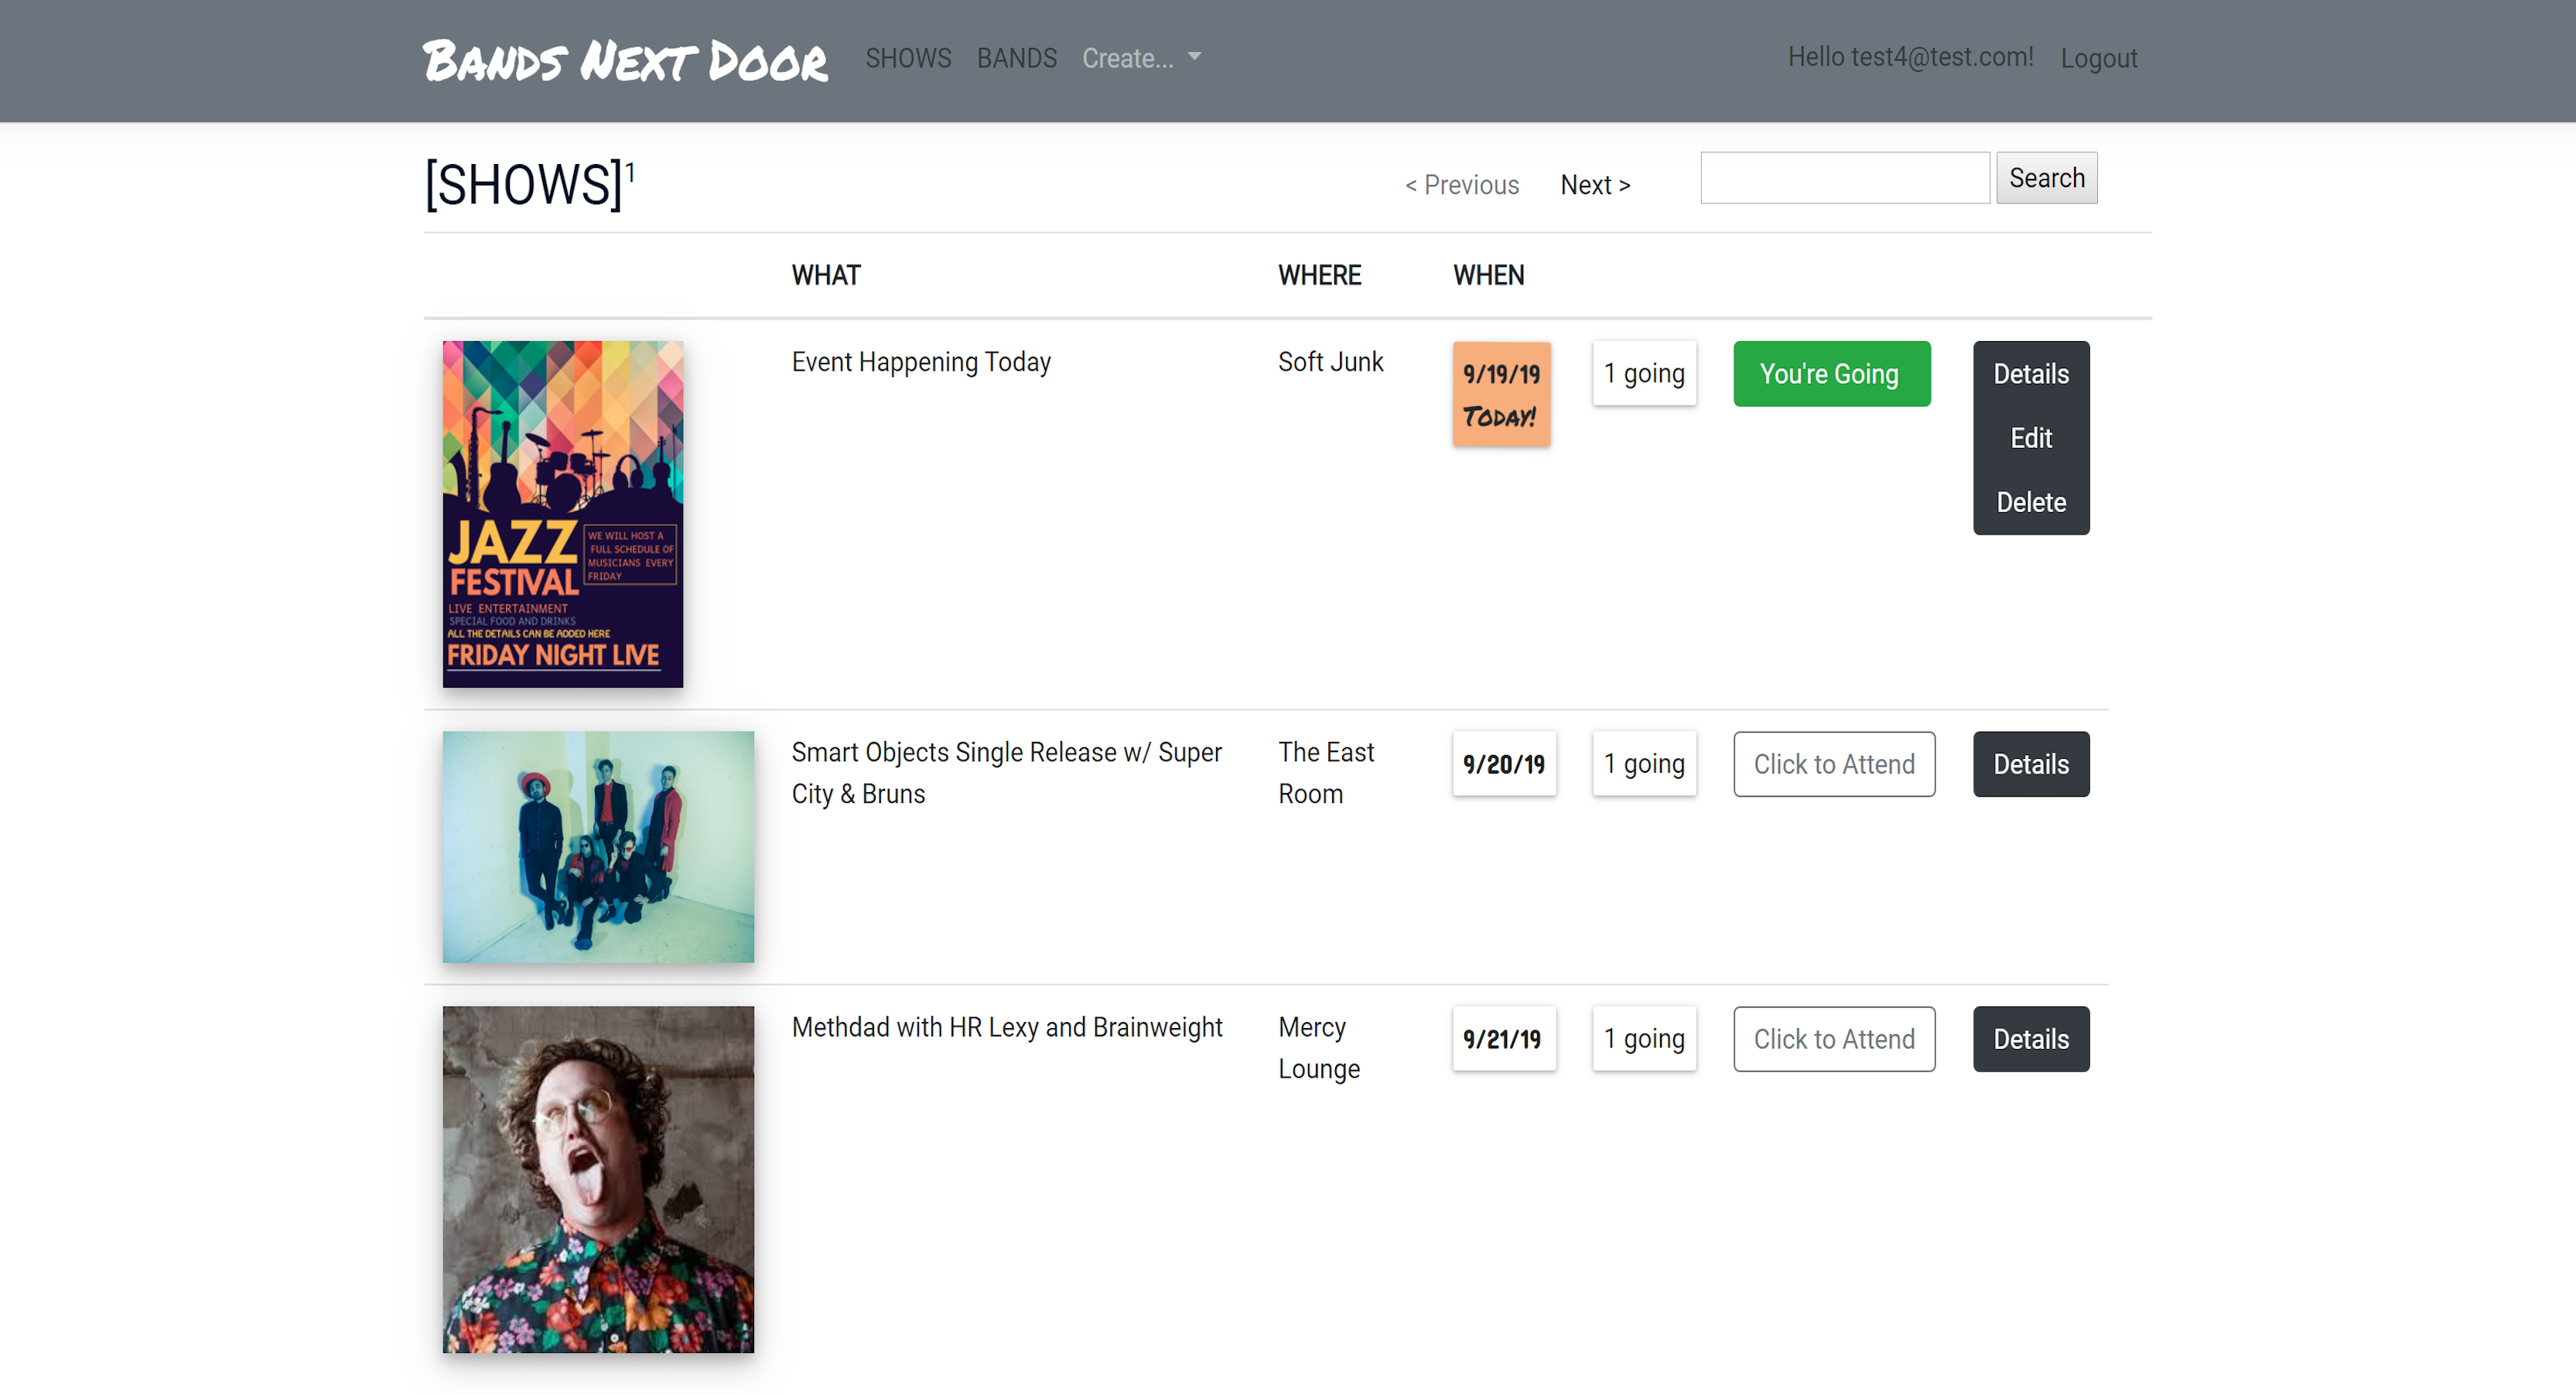 Bands Next Door SHOWS BANDS Create... Hello test4@test.com! Logout
[SHOWS]1 < Previous Next > Search
WHAT WHERE WHEN
Event Happening Today Soft Junk 9/19/19 1 going You're Going Details
Today! Edit
Delete
JAZZ
FESTIVAL
WE WILL HOST A
FULL SCHEDULE OF
MUSICIANS EVERY
FRIDAY
LIVE ENTERTAINMENT
SPECIAL FOOD AND DRINKS
ALL THE DETAILS CAN BE ADDED HERE
FRIDAY NIGHT LIVE
Smart Objects Single Release w/ Super The East 9/20/19 1 going Click to Attend Details
City & Bruns Room
Methdad with HR Lexy and Brainweight Mercy 9/21/19 1 going Click to Attend Details
Lounge